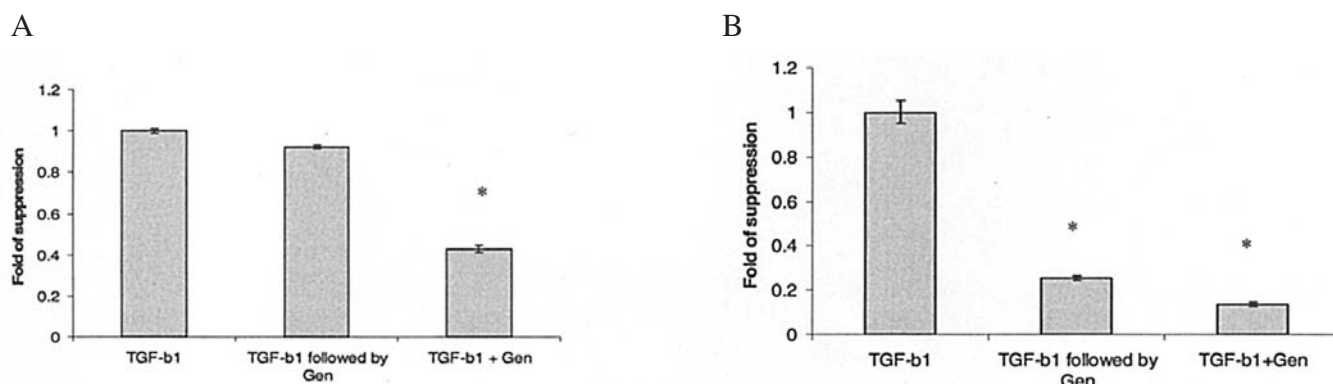 A
Fold of suppression
1.2
1
0.8
0.6
0.4
0.2
0
*
TGF-b1
TGF-b1 followed by
Gen
TGF-b1 + Gen
B
Fold of suppression
1.2
1
0.8
0.6
0.4
0.2
0
*
*
TGF-b1
TGF-b1 followed by
Gen
TGF-b1+Gen